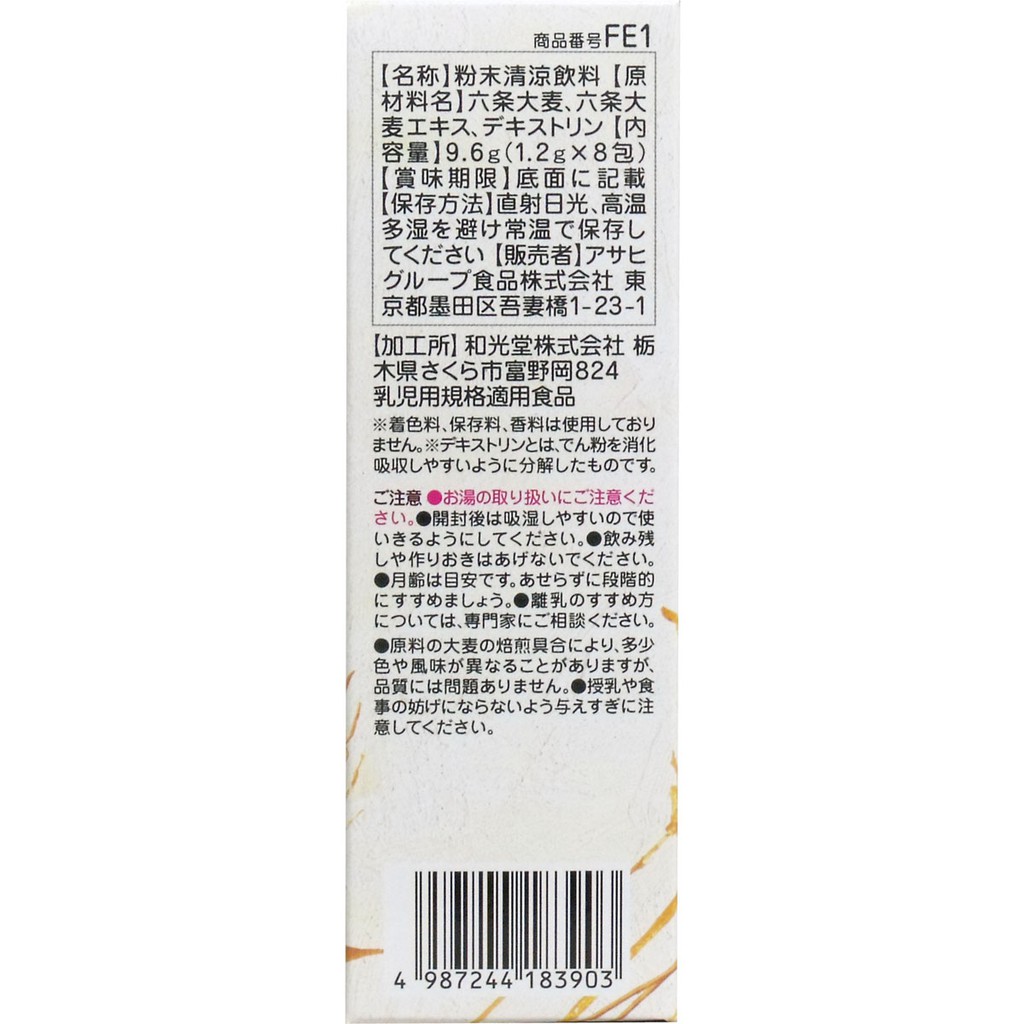 商品番号FE1
【名称】粉末清涼飲料【原
材料名】六条大麦、六条大
麦エキス、デキストリン【内
容量】9.6g(1.2g×8包)
【賞味期限】底面に記載
【保存方法】直射日光、高温
多湿を避け常温で保存し
てください【販売者】アサヒ
グループ食品株式会社 東
京都墨田区吾妻橋1-23-1
【加工所】和光堂株式会社 栃
木県さくら市富野岡824
乳児用規格適用食品
※着色料、保存料、香料は使用しており
ません。※デキストリンとは、でん粉を消化
吸収しやすいように分解したものです。
ご注意 ●お湯の取り扱いにご注意くだ
さい。●開封後は吸湿しやすいので使
いきるようにしてください。●飲み残
しや作りおきはあげないでください。
●月齢は目安です。あせらずに段階的
にすすめましょう。●離乳のすすめ方
については、専門家にご相談ください。
●原料の大麦の焙煎具合により、多少
色や風味が異なることがありますが、
品質には問題ありません。●授乳や食
事の妨げにならないよう与えすぎに注
意してください。
4 987244 183903